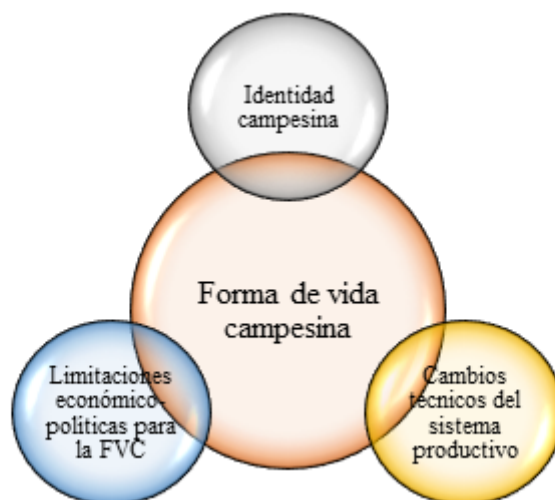 Identidad
campesina
Forma de vida
campesina
Limitaciones
económico-
políticas para
la FVC
Cambios
técnicos del
sistema
productivo